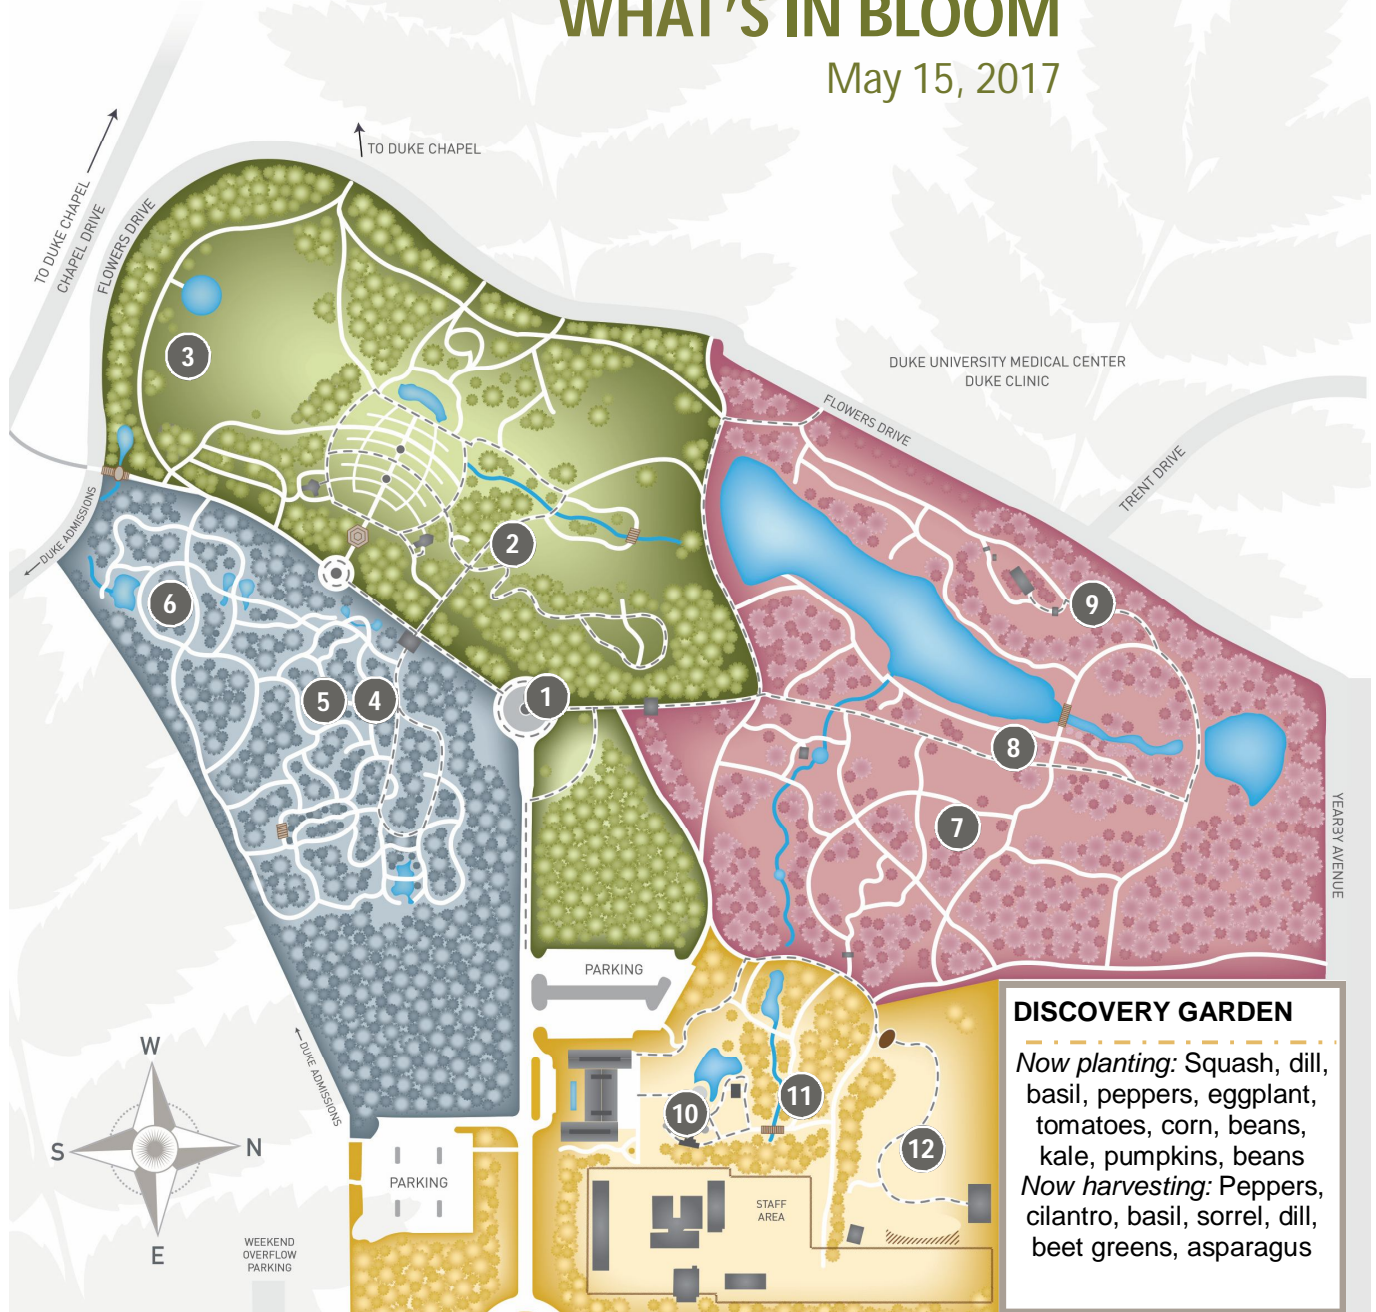 WHAT'S IN BLOOM
May 15, 2017
TO DUKE CHAPEL
TO DUKE CHAPEL
CHAPEL DRIVE
FLOWERS DRIVE
3
DUKE UNIVERSITY MEDICAL CENTER
DUKE CLINIC
FLOWERS DRIVE
TRENT DRIVE
DUKE ADMISSIONS
2
6
9
5
4
1
8
7
YEARBY AVENUE
PARKING
DUKE ADMISSIONS
W
S
N
E
10
11
12
PARKING
STAFF
AREA
WEEKEND
OVERFLOW
PARKING
DISCOVERY GARDEN
Now planting: Squash, dill,
basil, peppers, eggplant,
tomatoes, corn, beans,
kale, pumpkins, beans
Now harvesting: Peppers,
cilantro, basil, sorrel, dill,
beet greens, asparagus